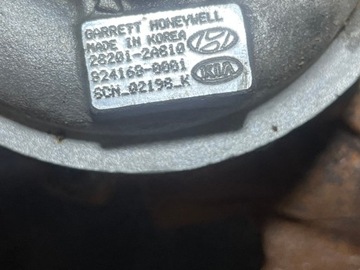 GARRETT HONEYWELL
MADE IN KOREA
28201-2A810
824168-0001
SCN_02198_K
KIA